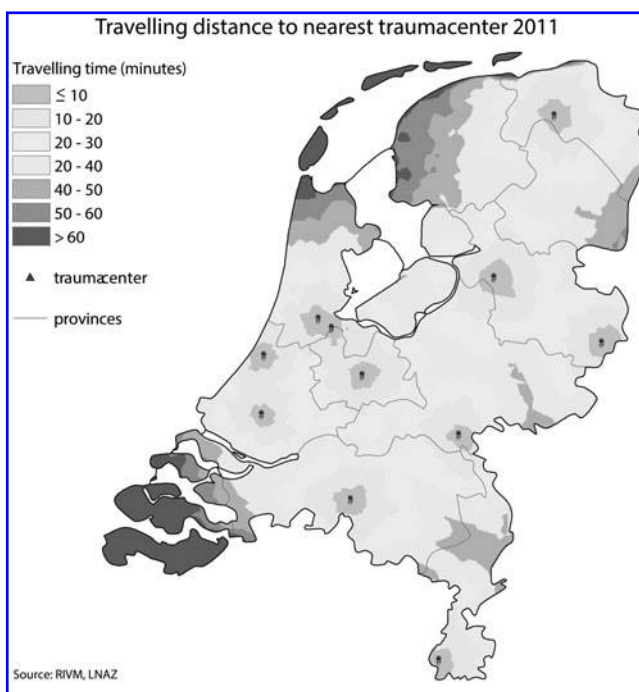 Travelling distance to nearest traumacenter 2011
Travelling time (minutes)
≤ 10
10 - 20
20 - 30
20 - 40
40 - 50
50 - 60
> 60
traumacenter
provinces
Source: RIVM, LNAZ